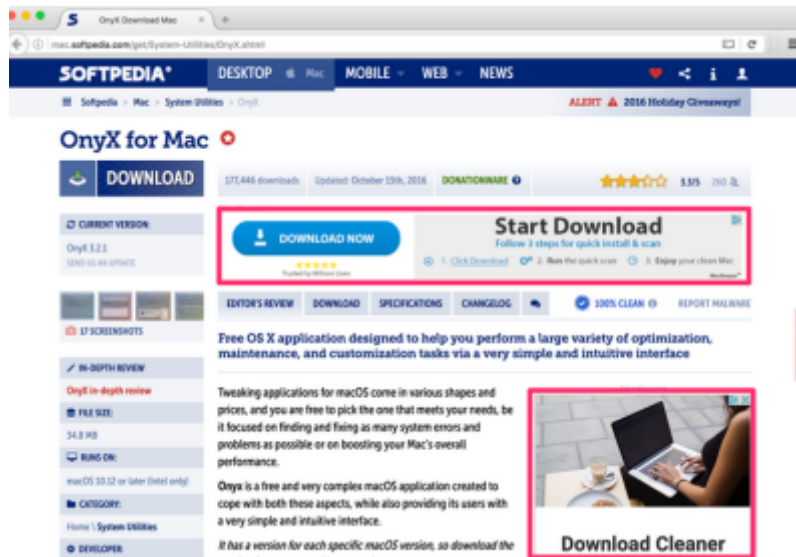 OnyX Download Mac
mac.softpedia.com/get/System-Utilities/OnyX.shtml
SOFTPEDIA®
DESKTOP Mac MOBILE WEB NEWS
Softpedia > Mac > System Utilities > OnyX
ALERT 2016 Holiday Giveaways!
OnyX for Mac
DOWNLOAD
177,446 downloads Updated: October 15th, 2016 DONATIONWARE
3.3/5 260
CURRENT VERSION:
OnyX 3.2.1
SEND US AN UPDATE
DOWNLOAD NOW
Trusted by Millions Users
Start Download
Follow 3 steps for quick install & scan
1. Click Download 2. Run the quick scan 3. Enjoy your clean Mac
EDITOR'S REVIEW DOWNLOAD SPECIFICATIONS CHANGELOG
100% CLEAN REPORT MALWARE
17 SCREENSHOTS
Free OS X application designed to help you perform a large variety of optimization,
maintenance, and customization tasks via a very simple and intuitive interface
IN-DEPTH REVIEW
OnyX in-depth review
FILE SIZE:
34.8 MB
RUNS ON:
macOS 10.12 or later (Intel only)
CATEGORY:
Home \ System Utilities
DEVELOPER:
Tweaking applications for macOS come in various shapes and
prices, and you are free to pick the one that meets your needs, be
it focused on finding and fixing as many system errors and
problems as possible or on boosting your Mac's overall
performance.
Onyx is a free and very complex macOS application created to
cope with both these aspects, while also providing its users with
a very simple and intuitive interface.
It has a version for each specific macOS version, so download the
Download Cleaner